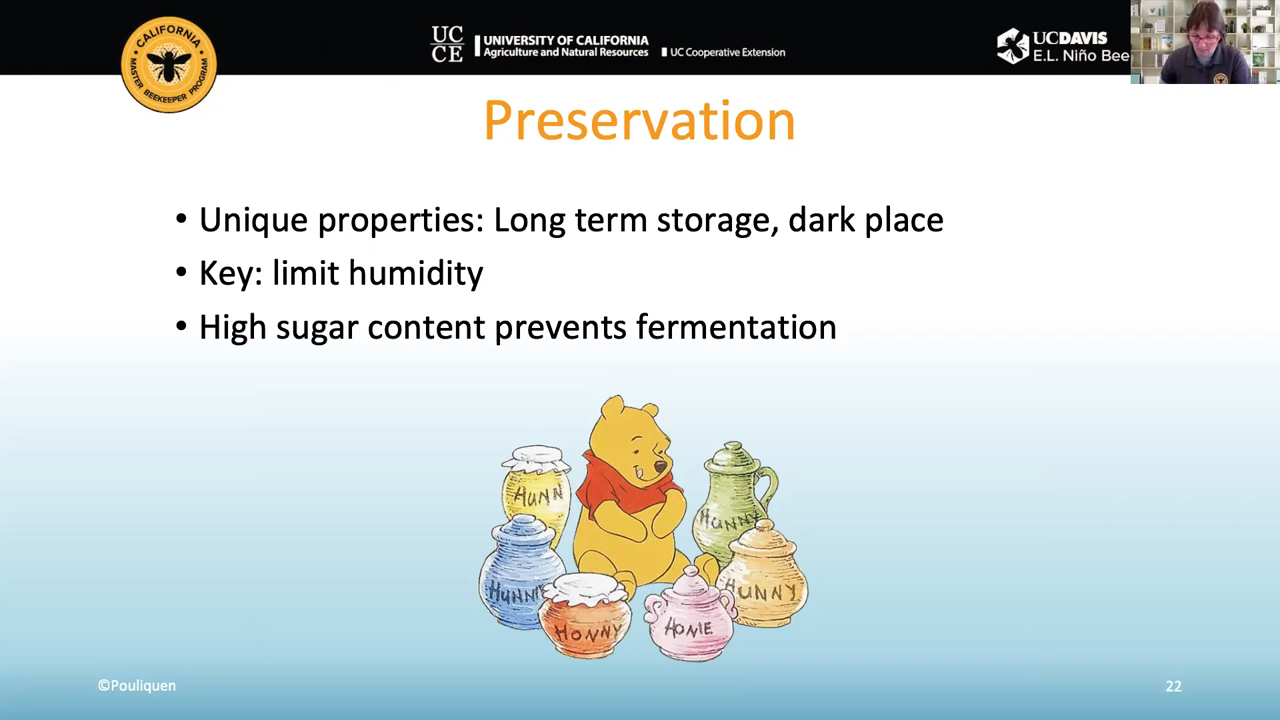 CALIFORNIA
MASTER BEEKEEPER PROGRAM
UC
CE
UNIVERSITY OF CALIFORNIA
Agriculture and Natural Resources
UC Cooperative Extension
UCDAVIS
E.L. Niño Bee
Preservation
• Unique properties: Long term storage, dark place
• Key: limit humidity
• High sugar content prevents fermentation
HUNN
HUNNY
HUNNIE
HUNNY
HONNY
HONIE
©Pouliquen
22